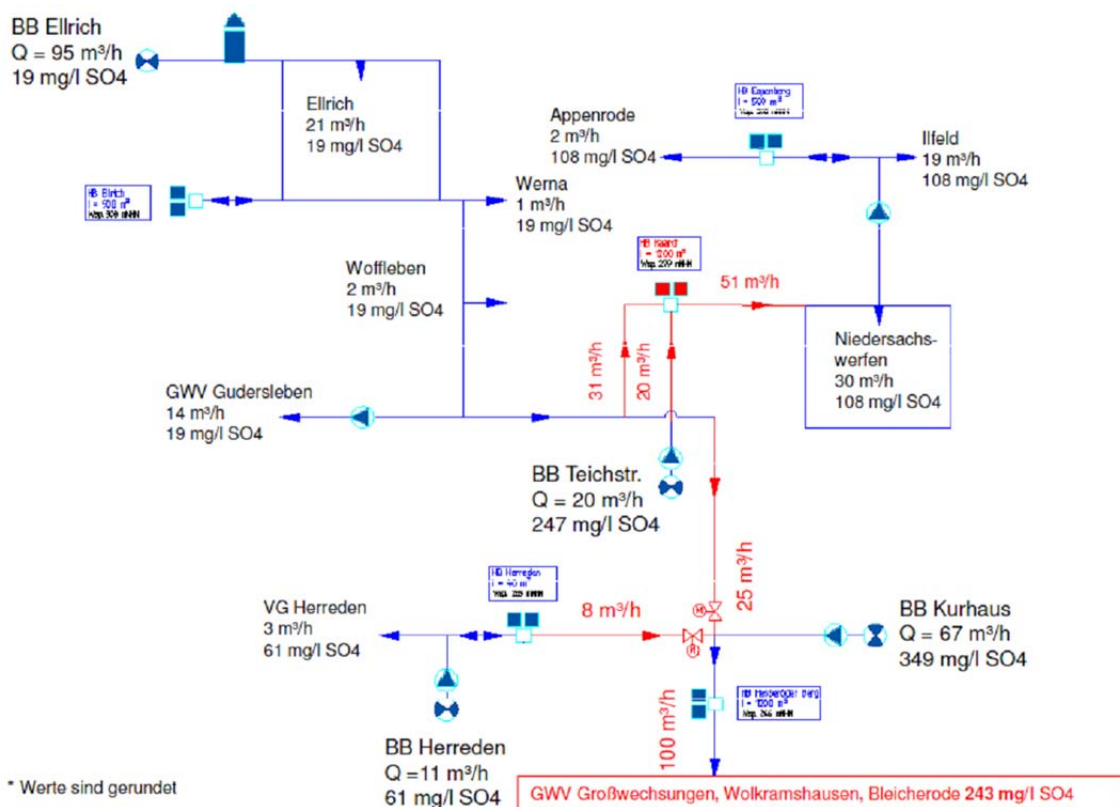 BB Ellrich
Q = 95 m³/h
19 mg/l SO4
Ellrich
21 m³/h
19 mg/l SO4
HB Ellrich
Appenrode
2 m³/h
108 mg/l SO4
Ilfeld
19 m³/h
108 mg/l SO4
Werna
1 m³/h
19 mg/l SO4
Woffleben
2 m³/h
19 mg/l SO4
51 m³/h
31 m³/h
20 m³/h
Niedersachs-
werfen
30 m³/h
108 mg/l SO4
GWV Gudersleben
14 m³/h
19 mg/l SO4
BB Teichstr.
Q = 20 m³/h
247 mg/l SO4
25 m³/h
HB Herreden
VG Herreden
3 m³/h
61 mg/l SO4
8 m³/h
M
BB Kurhaus
Q = 67 m³/h
349 mg/l SO4
100 m³/h
BB Herreden
Q =11 m³/h
61 mg/l SO4
* Werte sind gerundet
GWV Großwechsungen, Wolkramshausen, Bleicherode 243 mg/l SO4